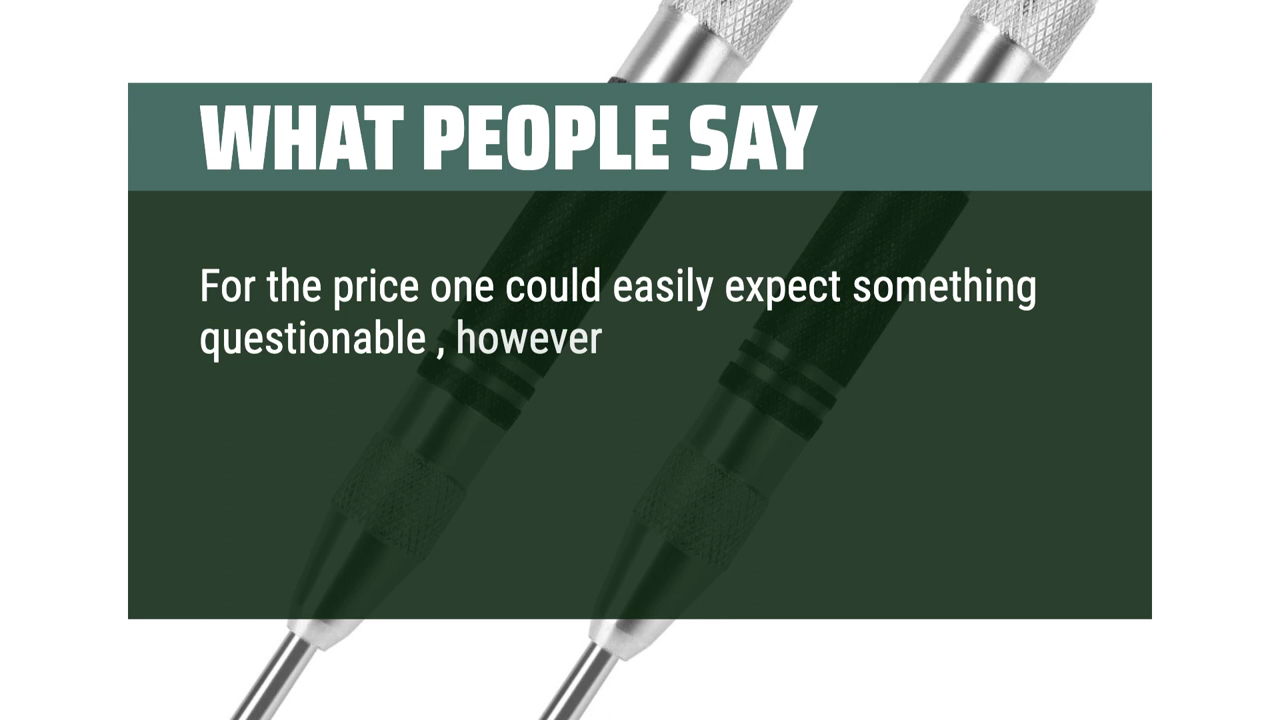 WHAT PEOPLE SAY
For the price one could easily expect something
questionable , however